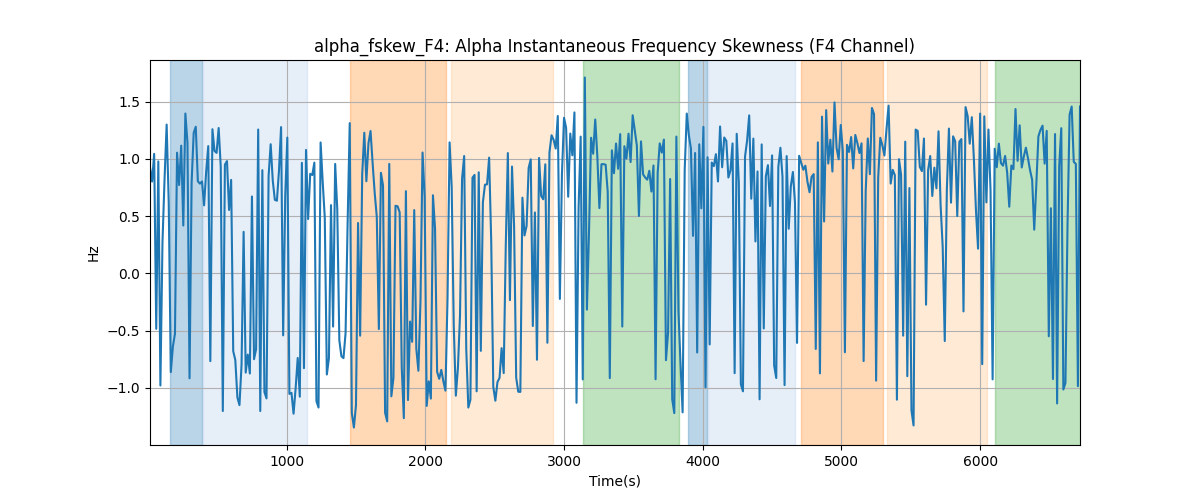 alpha_fskew_F4: Alpha Instantaneous Frequency Skewness (F4 Channel)
1.5
1.0
0.5
0.0
−0.5
−1.0
Hz
1000 2000 3000 4000 5000 6000
Time(s)